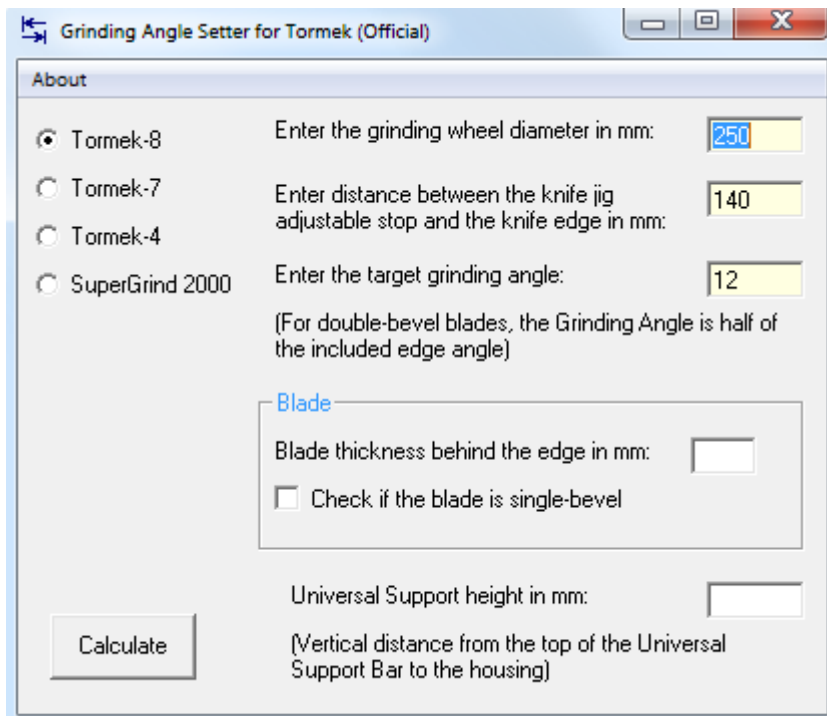 Grinding Angle Setter for Tormek (Official)
About
Tormek-8
Tormek-7
Tormek-4
SuperGrind 2000
Enter the grinding wheel diameter in mm:
250
Enter distance between the knife jig
adjustable stop and the knife edge in mm:
140
Enter the target grinding angle:
12
(For double-bevel blades, the Grinding Angle is half of
the included edge angle)
Blade
Blade thickness behind the edge in mm:
Check if the blade is single-bevel
Universal Support height in mm:
(Vertical distance from the top of the Universal
Support Bar to the housing)
Calculate